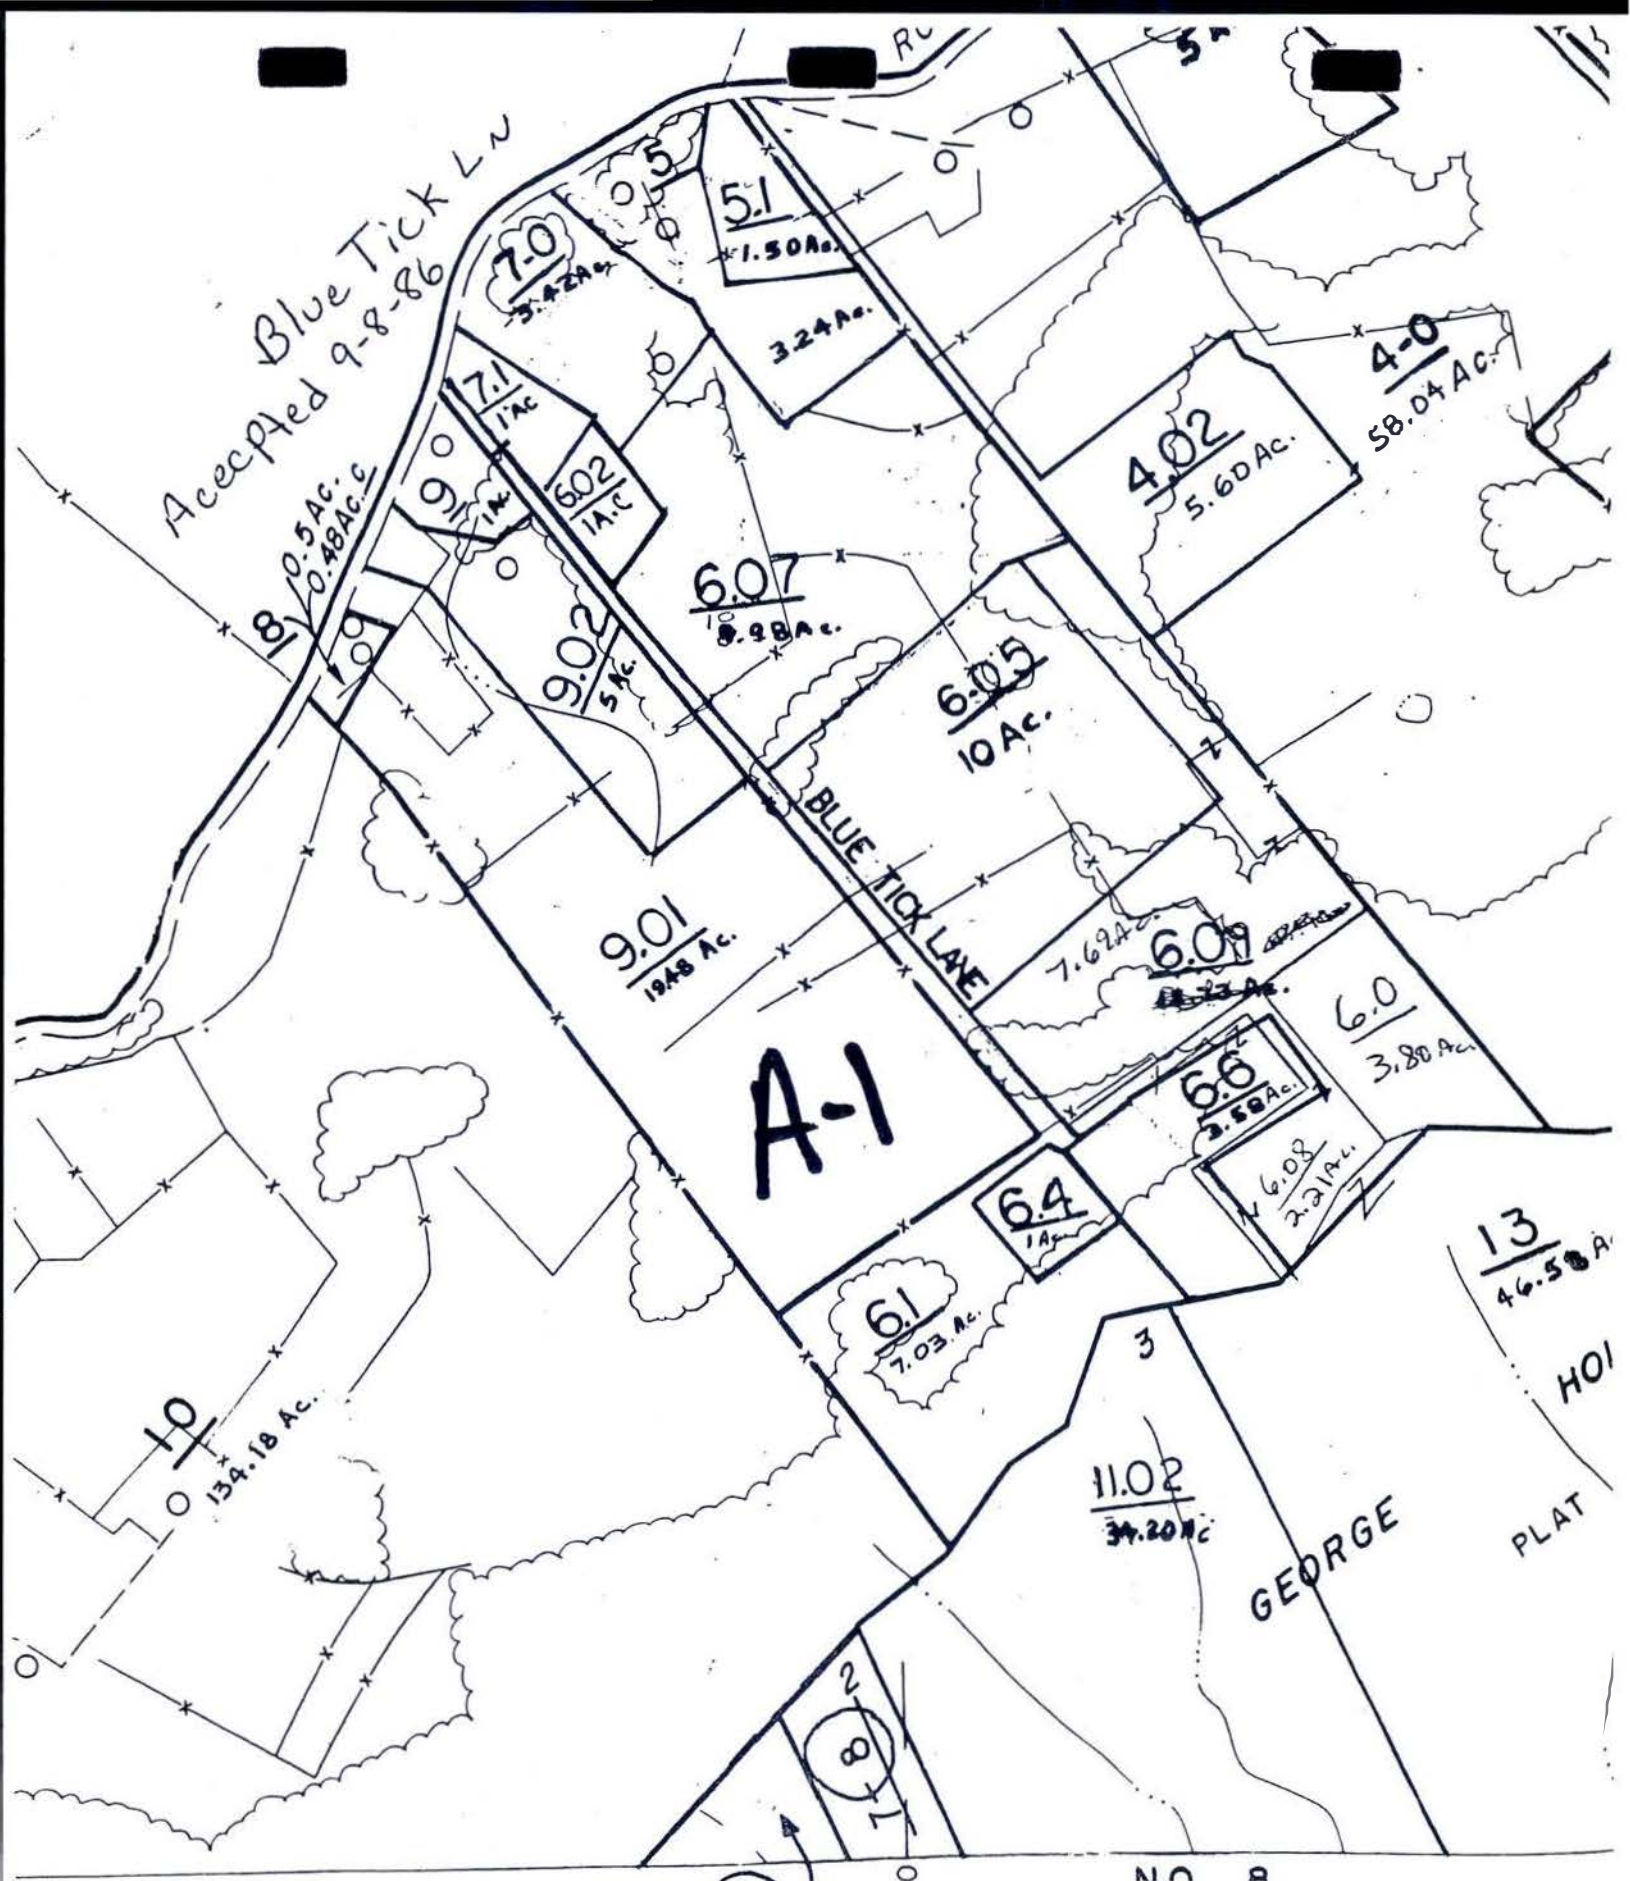 5
5.1
1.50 Ac.
7-0
3.42 Ac.
3.24 Ac.
Blue Tick LN
Acecpted 9-8-86
7.1
1 AC
9
1 Ac.
6.02
1 A.C
4-0
58.04 AC.
4.02
5.60 Ac.
0.5 AC.
0.48 AC. C
8
6.07
9.02
5 Ac.
6.05
10 Ac.
BLUE TICK LANE
9.01
19.48 Ac.
7.69 Ac.
6.09
6.0
3.80 Ac.
A-1
6.6
3.58 Ac.
6.08
2.21 Ac.
6.4
1 Ac.
13
6.1
7.03 Ac.
3
HO
10
134.18 Ac.
11.02
34.20 Ac
GEORGE
PLAT
2
8
NO. 8